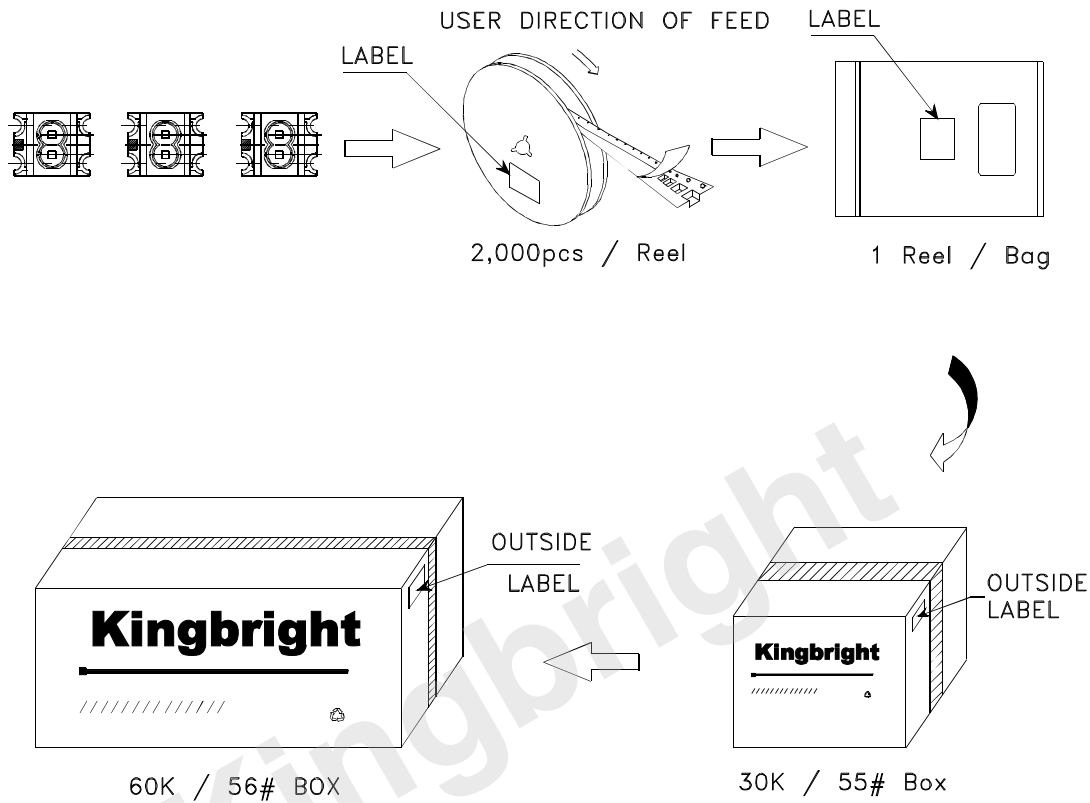 USER DIRECTION OF FEED
LABEL
LABEL
2,000pcs / Reel
1 Reel / Bag
OUTSIDE
LABEL
Kingbright
60K / 56# BOX
OUTSIDE
LABEL
Kingbright
30K / 55# Box
Kingbright